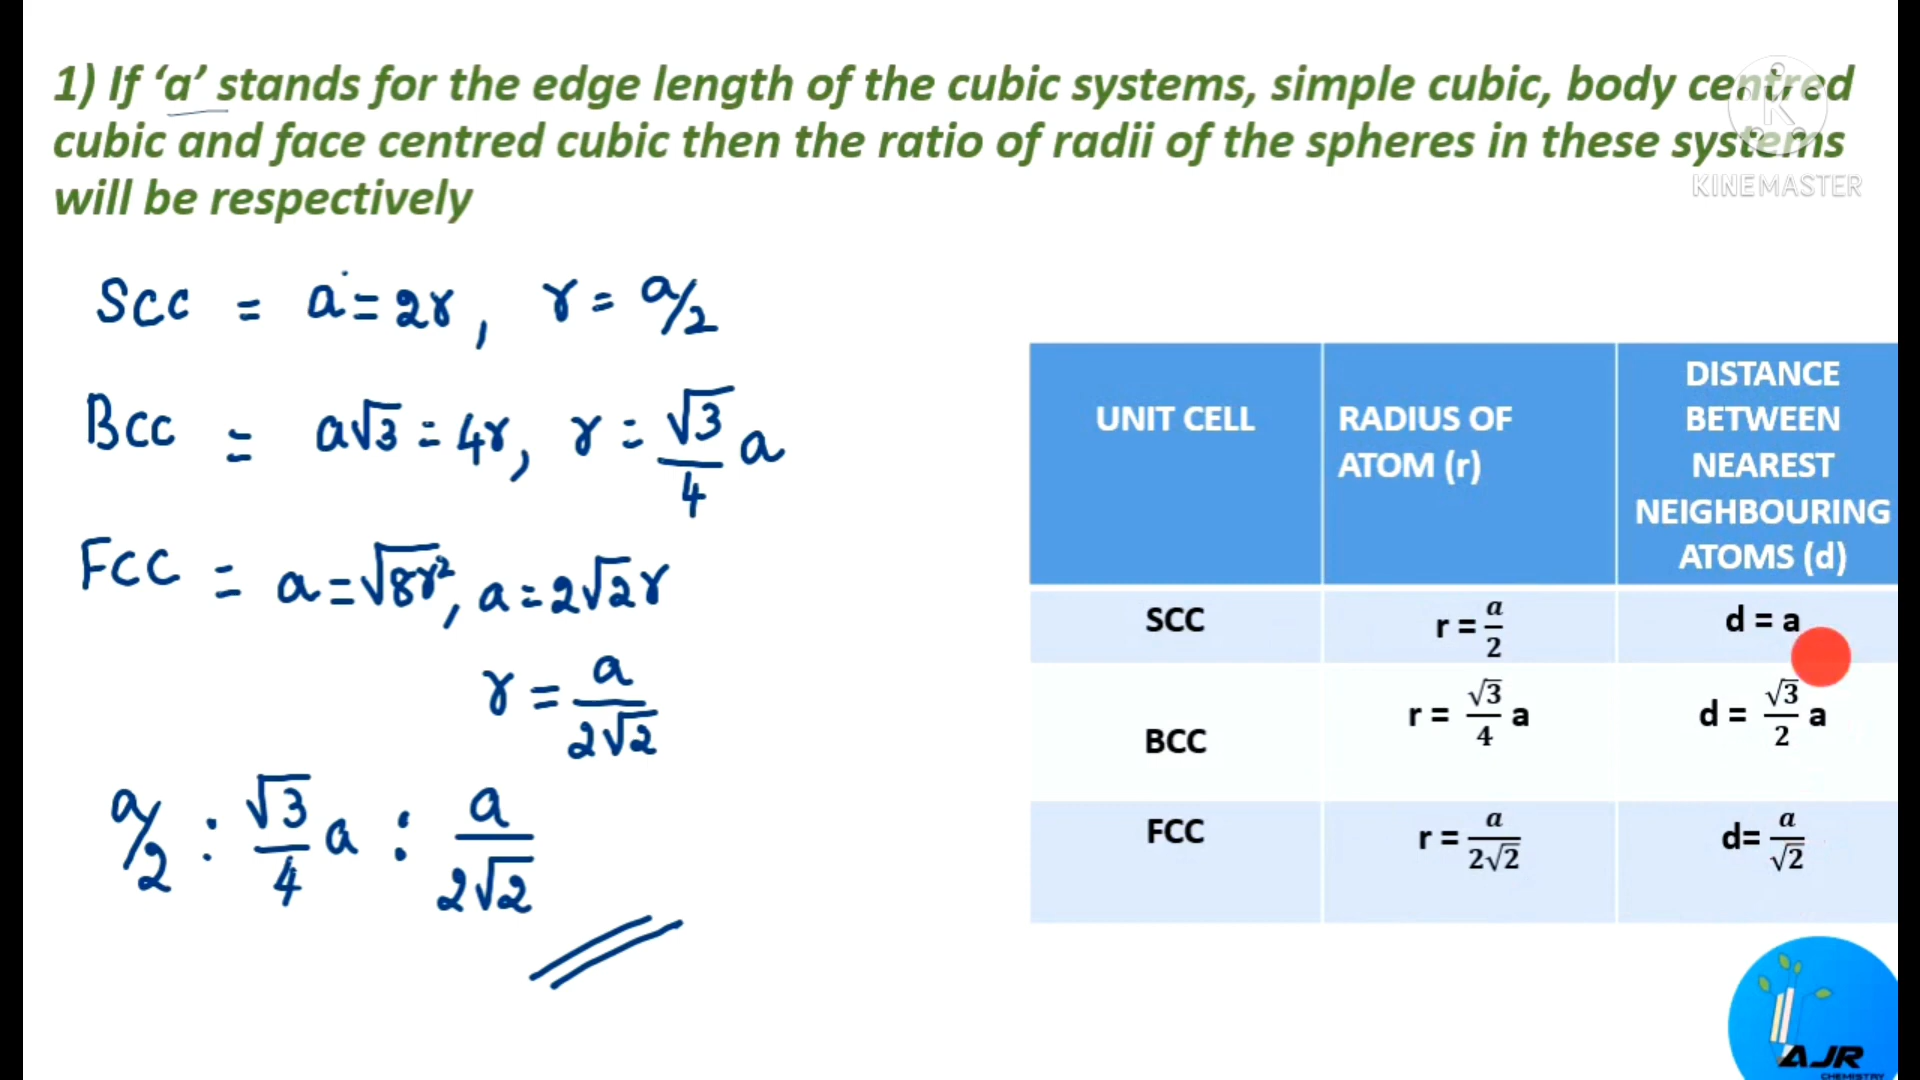 1) If ‘a’ stands for the edge length of the cubic systems, simple cubic, body centred
cubic and face centred cubic then the ratio of radii of the spheres in these systems
will be respectively
KINEMASTER
SCC = a = 2r, r = a/2
BCC = a√3 = 4r, r = √3/4 a
FCC = a = √8r², a = 2√2r
r = a/2√2
a/2 : √3/4 a : a/2√2
UNIT CELL
RADIUS OF
ATOM (r)
DISTANCE
BETWEEN
NEAREST
NEIGHBOURING
ATOMS (d)
SCC r = a/2 d = a
BCC r = √3/4 a d = √3/2 a
FCC r = a/2√2 d= a/√2
AJR
CHEMISTRY